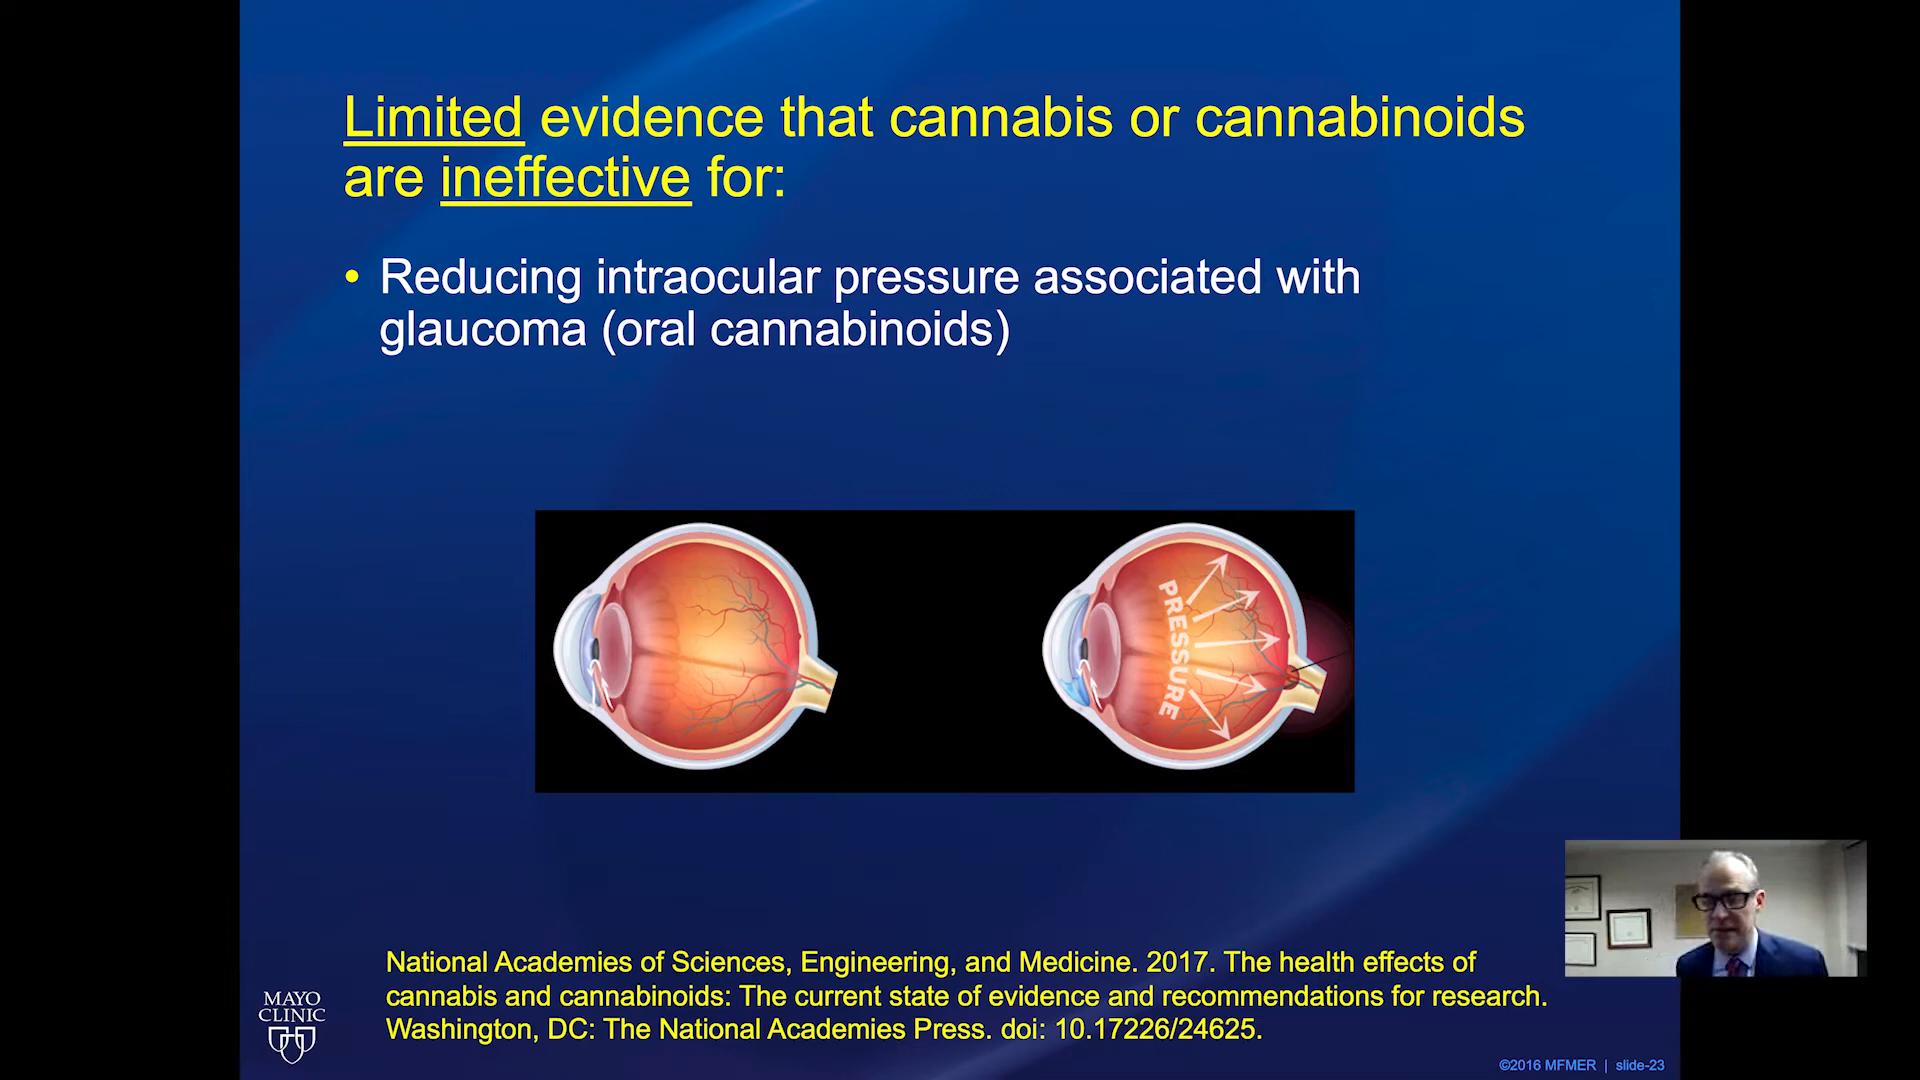 Limited evidence that cannabis or cannabinoids
are ineffective for:
• Reducing intraocular pressure associated with
glaucoma (oral cannabinoids)
PRESSURE
National Academies of Sciences, Engineering, and Medicine. 2017. The health effects of
cannabis and cannabinoids: The current state of evidence and recommendations for research.
Washington, DC: The National Academies Press. doi: 10.17226/24625.
MAYO
CLINIC
©2016 MFMER | slide-23